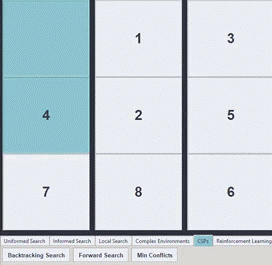 1 3
4 2 5
7 8 6
Uniformed Search Informed Search Local Search Complex Environments CSPs Reinforcement Learning
Backtracking Search Forward Search Min Conflicts